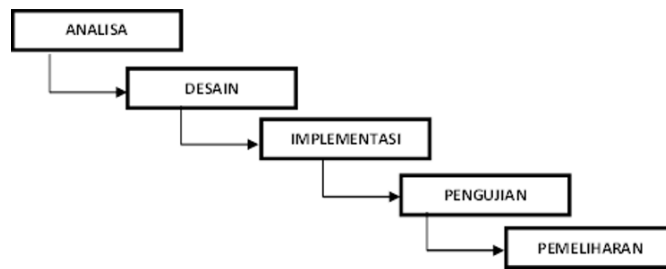 ANALISA
DESAIN
IMPLEMENTASI
PENGUJIAN
PEMELIHARAN